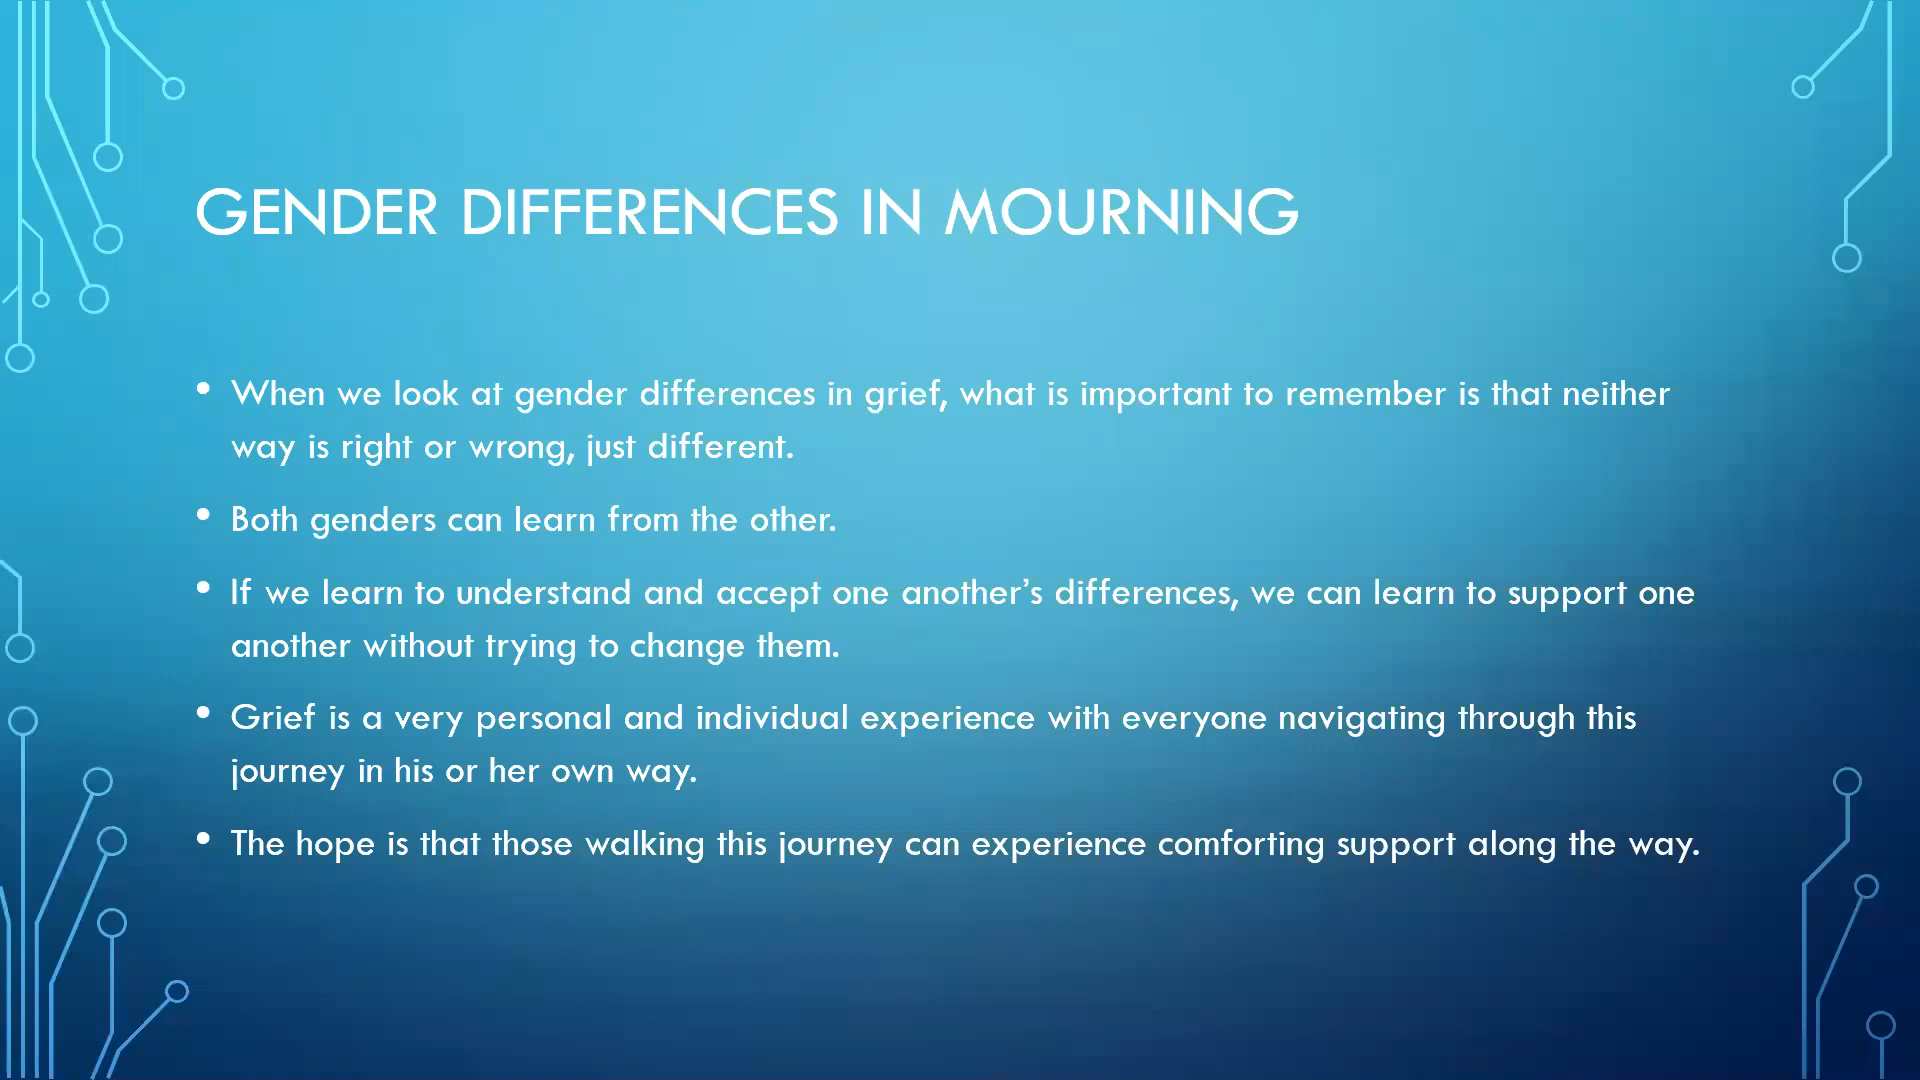 GENDER DIFFERENCES IN MOURNING
• When we look at gender differences in grief, what is important to remember is that neither
way is right or wrong, just different.
• Both genders can learn from the other.
• If we learn to understand and accept one another’s differences, we can learn to support one
another without trying to change them.
• Grief is a very personal and individual experience with everyone navigating through this
journey in his or her own way.
• The hope is that those walking this journey can experience comforting support along the way.